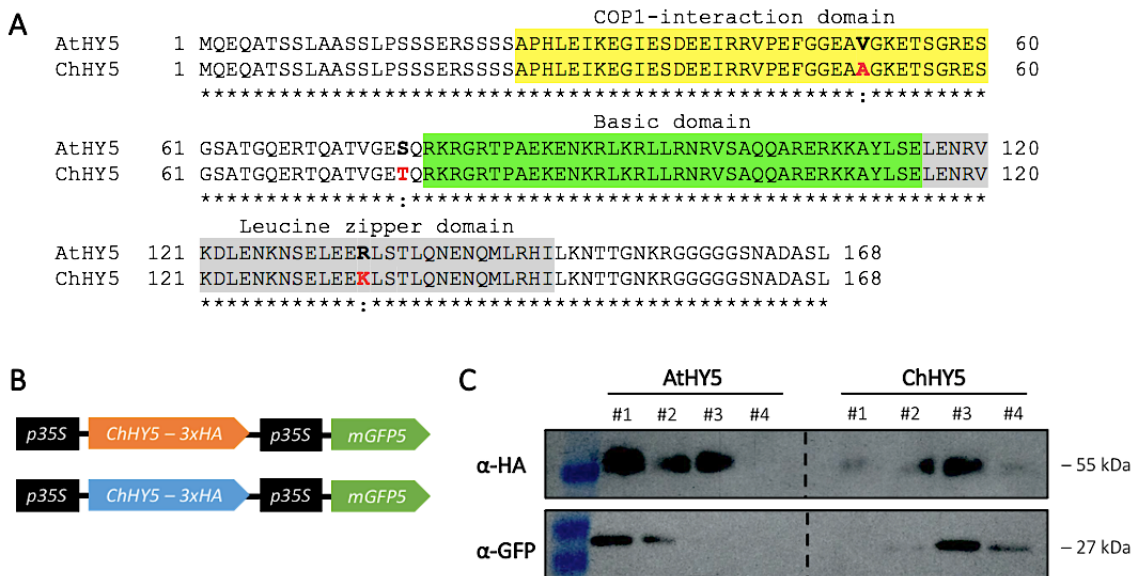 A
COP1-interaction domain
AtHY5 1 MQEQATSSLAASSLPSSSERSSSSAPHLEIKEGIESDEEIRRVPEFGGEAVGKETSGRES 60
ChHY5 1 MQEQATSSLAASSLPSSSERSSSSAPHLEIKEGIESDEEIRRVPEFGGEAAGKETSGRES 60
**************************************************:*********
Basic domain
AtHY5 61 GSATGQERTQATVGESQRKRGRTPAEKENKRLKRLLRNRVSAQQARERKKAYLSELENRV 120
ChHY5 61 GSATGQERTQATVGETQRKRGRTPAEKENKRLKRLLRNRVSAQQARERKKAYLSELENRV 120
***************:********************************************
Leucine zipper domain
AtHY5 121 KDLENKNSELEERLSTLQNENQMLRHILKNTTGNKRGGGGGSNADASL 168
ChHY5 121 KDLENKNSELEEKLSTLQNENQMLRHILKNTTGNKRGGGGGSNADASL 168
************:***********************************
B
p35S ChHY5 – 3xHA p35S mGFP5
p35S ChHY5 – 3xHA p35S mGFP5
C
AtHY5 ChHY5
#1 #2 #3 #4 #1 #2 #3 #4
α-HA – 55 kDa
α-GFP – 27 kDa